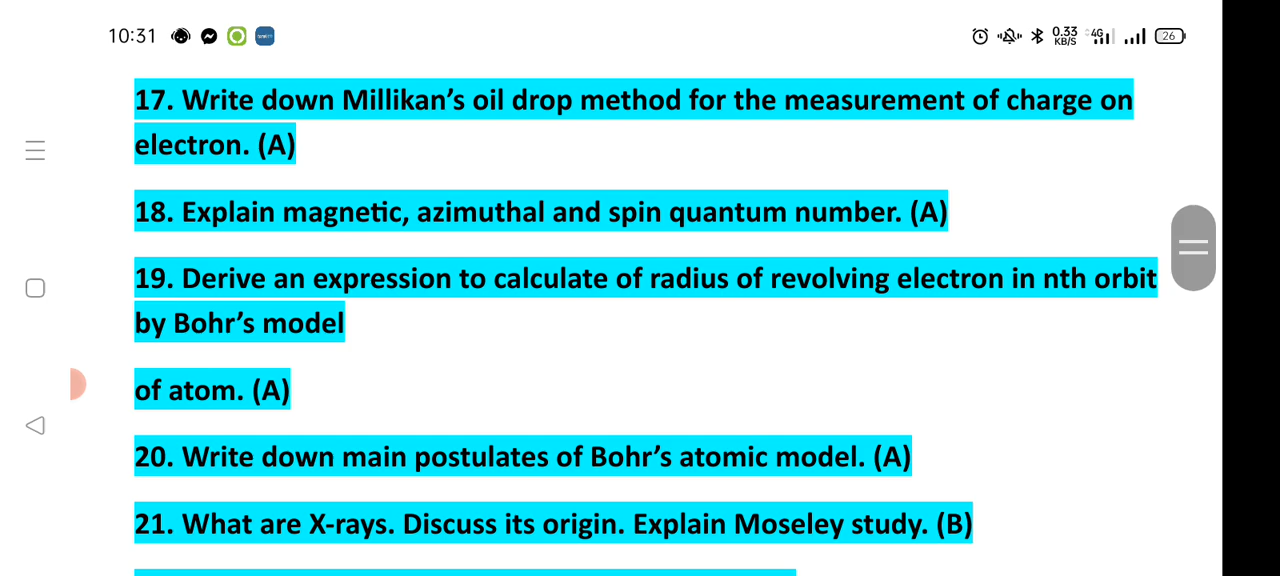 10:31 0.33 KB/S 4G 26
17. Write down Millikan’s oil drop method for the measurement of charge on
electron. (A)
18. Explain magnetic, azimuthal and spin quantum number. (A)
19. Derive an expression to calculate of radius of revolving electron in nth orbit
by Bohr’s model
of atom. (A)
20. Write down main postulates of Bohr’s atomic model. (A)
21. What are X-rays. Discuss its origin. Explain Moseley study. (B)